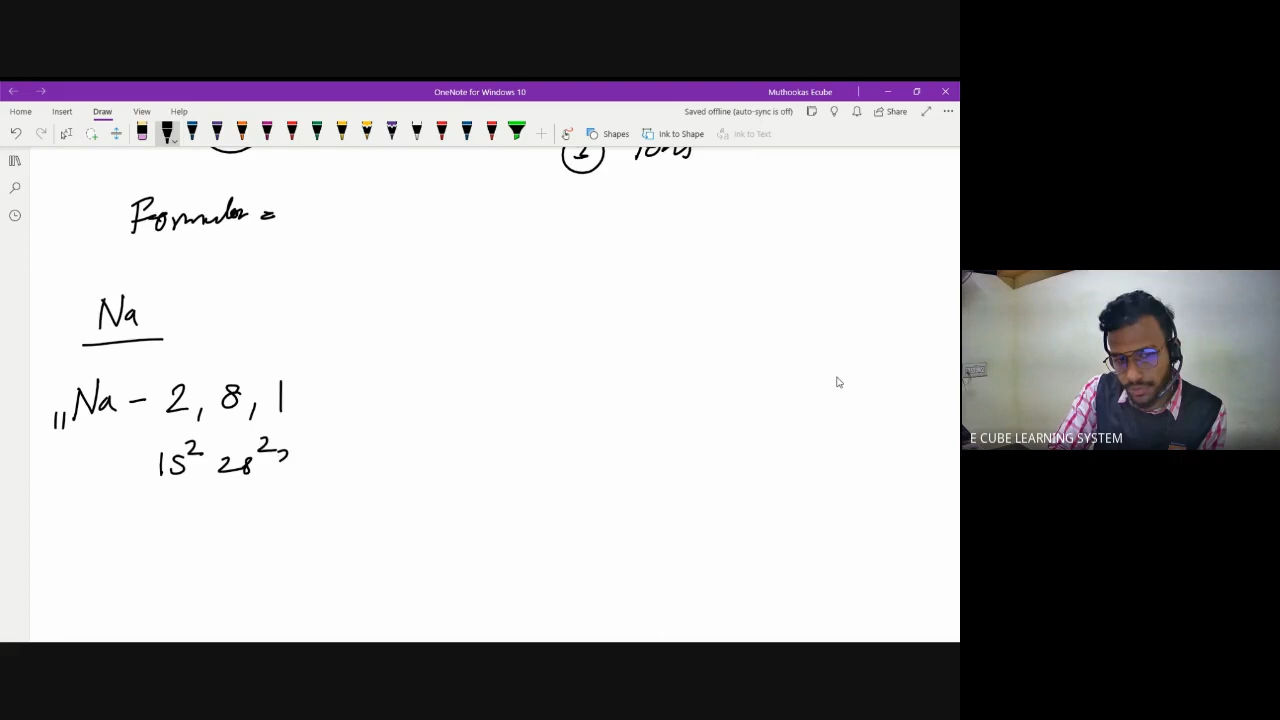 OneNote for Windows 10
Muthookas Ecube
Home Insert Draw View Help
Saved offline (auto-sync is off) Share
Shapes Ink to Shape Ink to Text
1
Formula =
Na
11Na - 2, 8, 1
1s² 2s² 2
E CUBE LEARNING SYSTEM